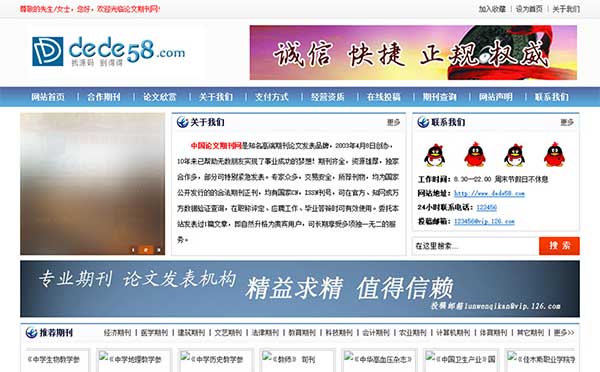 尊敬的先生/女士，您好，欢迎光临论文期刊网！
加入收藏 | 设为首页 | 关于我们
dede58.com
找源码 到得得
诚信 快捷 正规 权威
网站首页 | 合作期刊 | 论文欣赏 | 关于我们 | 支付方式 | 经营资质 | 在线投稿 | 期刊查询 | 网站声明 | 联系我们
关于我们 更多
中国论文期刊网是知名高端期刊论文发表品牌，2003年4月8日创办，
10年来已帮助无数朋友实现了事业成功的梦想！期刊将全，资源雄厚，独家
合作多，部分可特别紧急发表。专家众多，交易安全，所荐刊物，均为国家
公开发行的的合法期刊正刊，均有国家CN，ISSN刊号，可在官方、知网或万
方数据验证查询，在职称评定、应聘工作、毕业答辩时可有效使用。委托本
站发表过1篇文章，即自然升格为贵宾用户，可长期享受多项独一无二的服
务。
联系我们 更多
工作时间：8.30—22.00 周末节假日不休息
网站地址：http://www.dede58.com
24小时联系电话：123456
投稿邮箱：123456@vip.126.com
在这里搜索... 搜 索
专业期刊 论文发表机构 精益求精 值得信赖
投稿邮箱lunwenqikan@vip.126.com
推荐期刊 经济期刊 | 医学期刊 | 建筑期刊 | 文艺期刊 | 法律期刊 | 教育期刊 | 科技期刊 | 会计期刊 | 农业期刊 | 计算机期刊 | 体育期刊 | 其它期刊 | 更多>>
《中学生物教学参 《中学地理教学参 《中学历史教学参 《教师》 旬刊 《中华高血压杂志》 《中国卫生产业》国 《佳木斯职业学院学